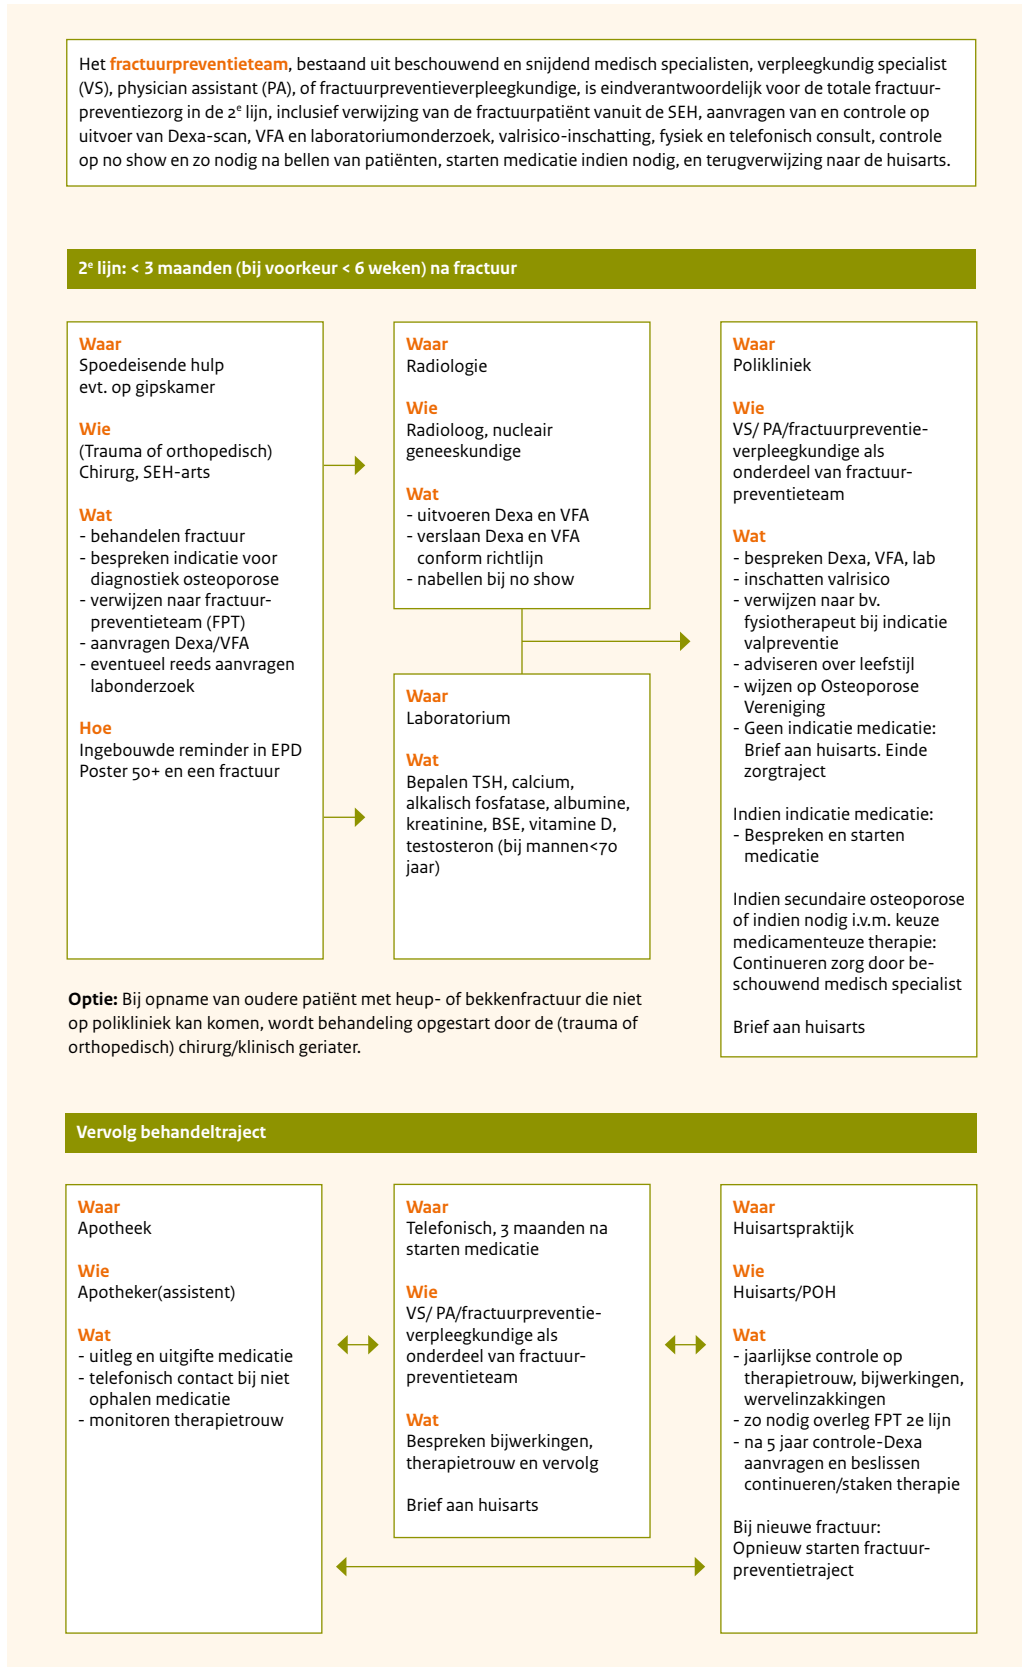 Het fractuurpreventieteam, bestaand uit beschouwend en snijdend medisch specialisten, verpleegkundig specialist
(VS), physician assistant (PA), of fractuurpreventieverpleegkundige, is eindverantwoordelijk voor de totale fractuur-
preventiezorg in de 2e lijn, inclusief verwijzing van de fractuurpatiënt vanuit de SEH, aanvragen van en controle op
uitvoer van Dexa-scan, VFA en laboratoriumonderzoek, valrisico-inschatting, fysiek en telefonisch consult, controle
op no show en zo nodig na bellen van patiënten, starten medicatie indien nodig, en terugverwijzing naar de huisarts.
2e lijn: < 3 maanden (bij voorkeur < 6 weken) na fractuur
Waar
Spoedeisende hulp
evt. op gipskamer
Wie
(Trauma of orthopedisch)
Chirurg, SEH-arts
Wat
- behandelen fractuur
- bespreken indicatie voor
diagnostiek osteoporose
- verwijzen naar fractuur-
preventieteam (FPT)
- aanvragen Dexa/VFA
- eventueel reeds aanvragen
labonderzoek
Hoe
Ingebouwde reminder in EPD
Poster 50+ en een fractuur
Waar
Radiologie
Wie
Radioloog, nucleair
geneeskundige
Wat
- uitvoeren Dexa en VFA
- verslaan Dexa en VFA
conform richtlijn
- nabellen bij no show
Waar
Laboratorium
Wat
Bepalen TSH, calcium,
alkalisch fosfatase, albumine,
kreatinine, BSE, vitamine D,
testosteron (bij mannen<70
jaar)
Waar
Polikliniek
Wie
VS/ PA/fractuurpreventie-
verpleegkundige als
onderdeel van fractuur-
preventieteam
Wat
- bespreken Dexa, VFA, lab
- inschatten valrisico
- verwijzen naar bv.
fysiotherapeut bij indicatie
valpreventie
- adviseren over leefstijl
- wijzen op Osteoporose
Vereniging
- Geen indicatie medicatie:
Brief aan huisarts. Einde
zorgtraject
Indien indicatie medicatie:
- Bespreken en starten
medicatie
Indien secundaire osteoporose
of indien nodig i.v.m. keuze
medicamenteuze therapie:
Continueren zorg door be-
schouwend medisch specialist
Brief aan huisarts
Optie: Bij opname van oudere patiënt met heup- of bekkenfractuur die niet
op polikliniek kan komen, wordt behandeling opgestart door de (trauma of
orthopedisch) chirurg/klinisch geriater.
Vervolg behandeltraject
Waar
Apotheek
Wie
Apotheker(assistent)
Wat
- uitleg en uitgifte medicatie
- telefonisch contact bij niet
ophalen medicatie
- monitoren therapietrouw
Waar
Telefonisch, 3 maanden na
starten medicatie
Wie
VS/ PA/fractuurpreventie-
verpleegkundige als
onderdeel van fractuur-
preventieteam
Wat
Bespreken bijwerkingen,
therapietrouw en vervolg
Brief aan huisarts
Waar
Huisartspraktijk
Wie
Huisarts/POH
Wat
- jaarlijkse controle op
therapietrouw, bijwerkingen,
wervelinzakkingen
- zo nodig overleg FPT 2e lijn
- na 5 jaar controle-Dexa
aanvragen en beslissen
continueren/staken therapie
Bij nieuwe fractuur:
Opnieuw starten fractuur-
preventietraject